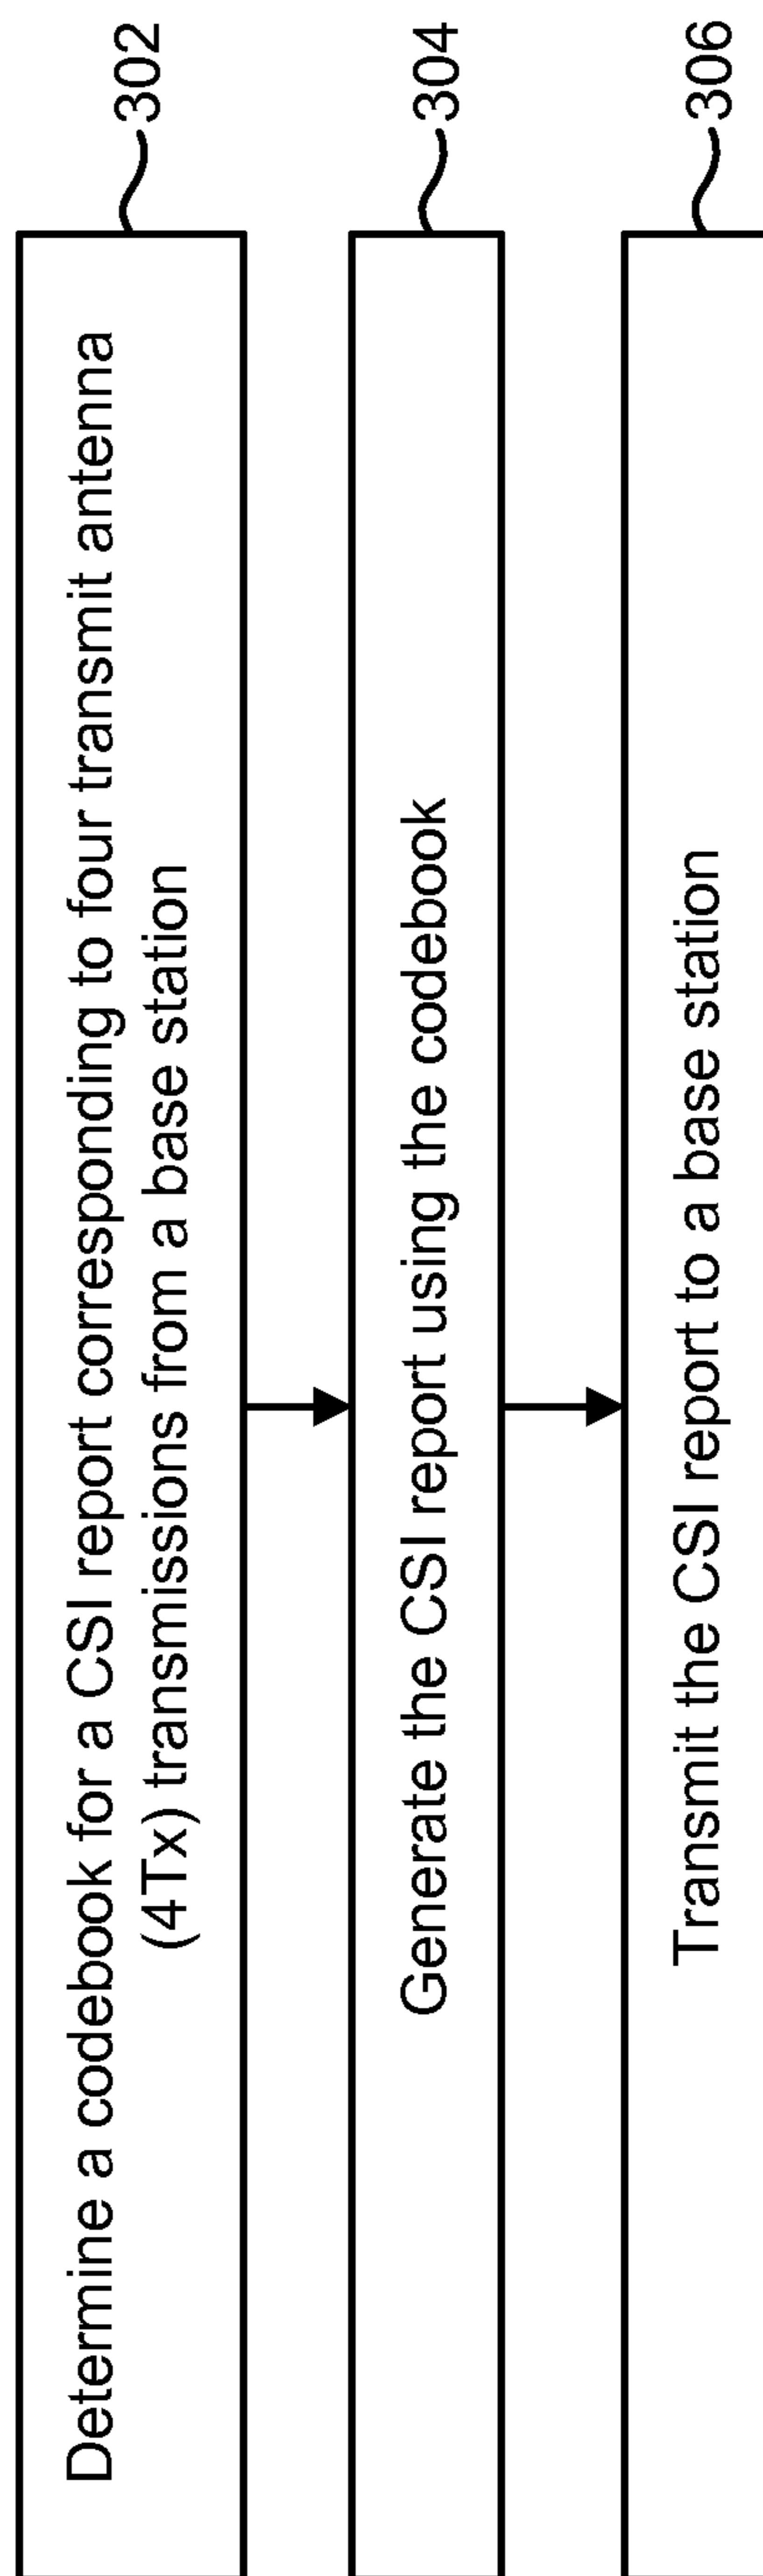 Determine a codebook for a CSI report corresponding to four transmit antenna
(4Tx) transmissions from a base station
302
Generate the CSI report using the codebook
304
Transmit the CSI report to a base station
306